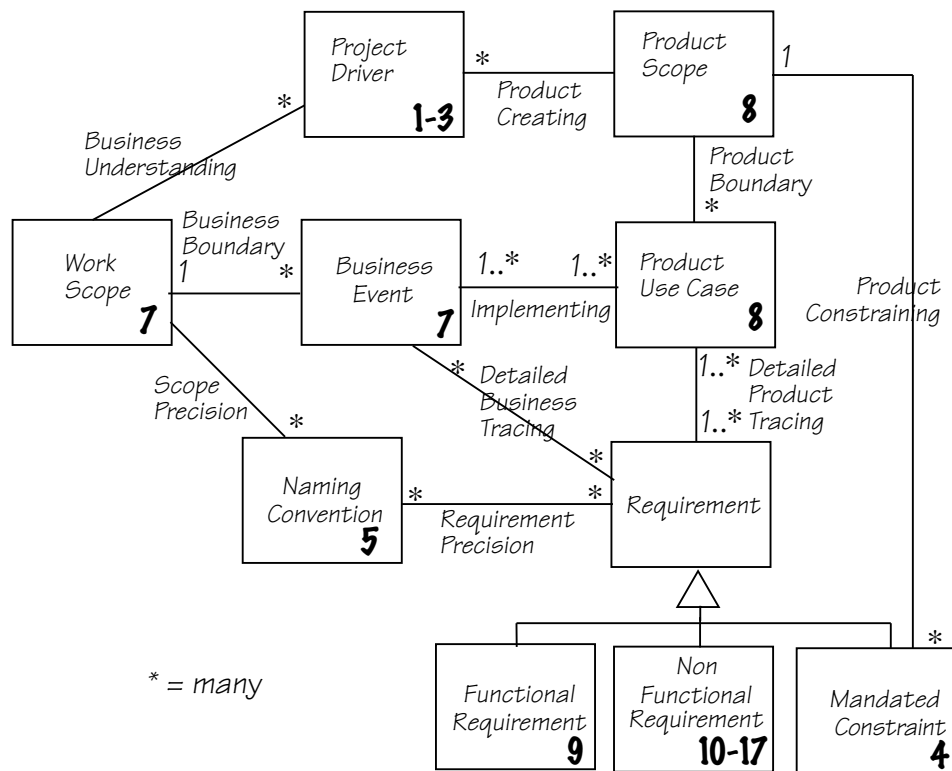 Project
Driver
1-3
*
Product
Creating
Product
Scope
8
1
*
Business
Understanding
Product
Boundary
*
Work
Scope
7
Business
Boundary
1
*
Business
Event
7
1..*
1..*
Implementing
Product
Use Case
8
Product
Constraining
Scope
Precision
*
*
Detailed
Business
Tracing
*
1..*
Detailed
Product
Tracing
1..*
Naming
Convention
5
*
*
Requirement
Precision
Requirement
* = many
Functional
Requirement
9
Non
Functional
Requirement
10-17
*
Mandated
Constraint
4